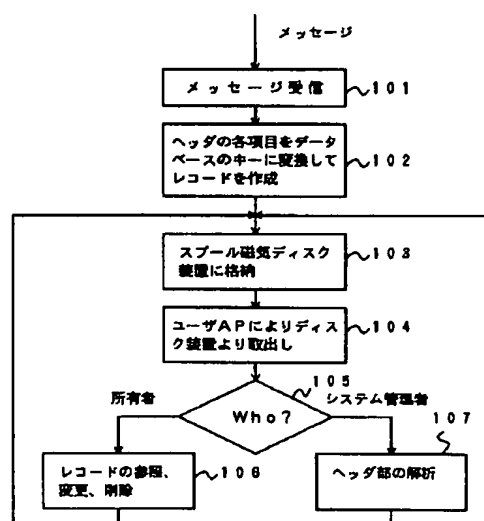 メッセージ
メッセージ受信
101
ヘッダの各項目をデータ
ベースのキーに変換して
レコードを作成
102
スプール磁気ディスク
装置に格納
103
ユーザAPによりディス
ク装置より取出し
104
105
所有者
Who?
システム管理者
107
レコードの参照、
変更、削除
106
ヘッダ部の解析